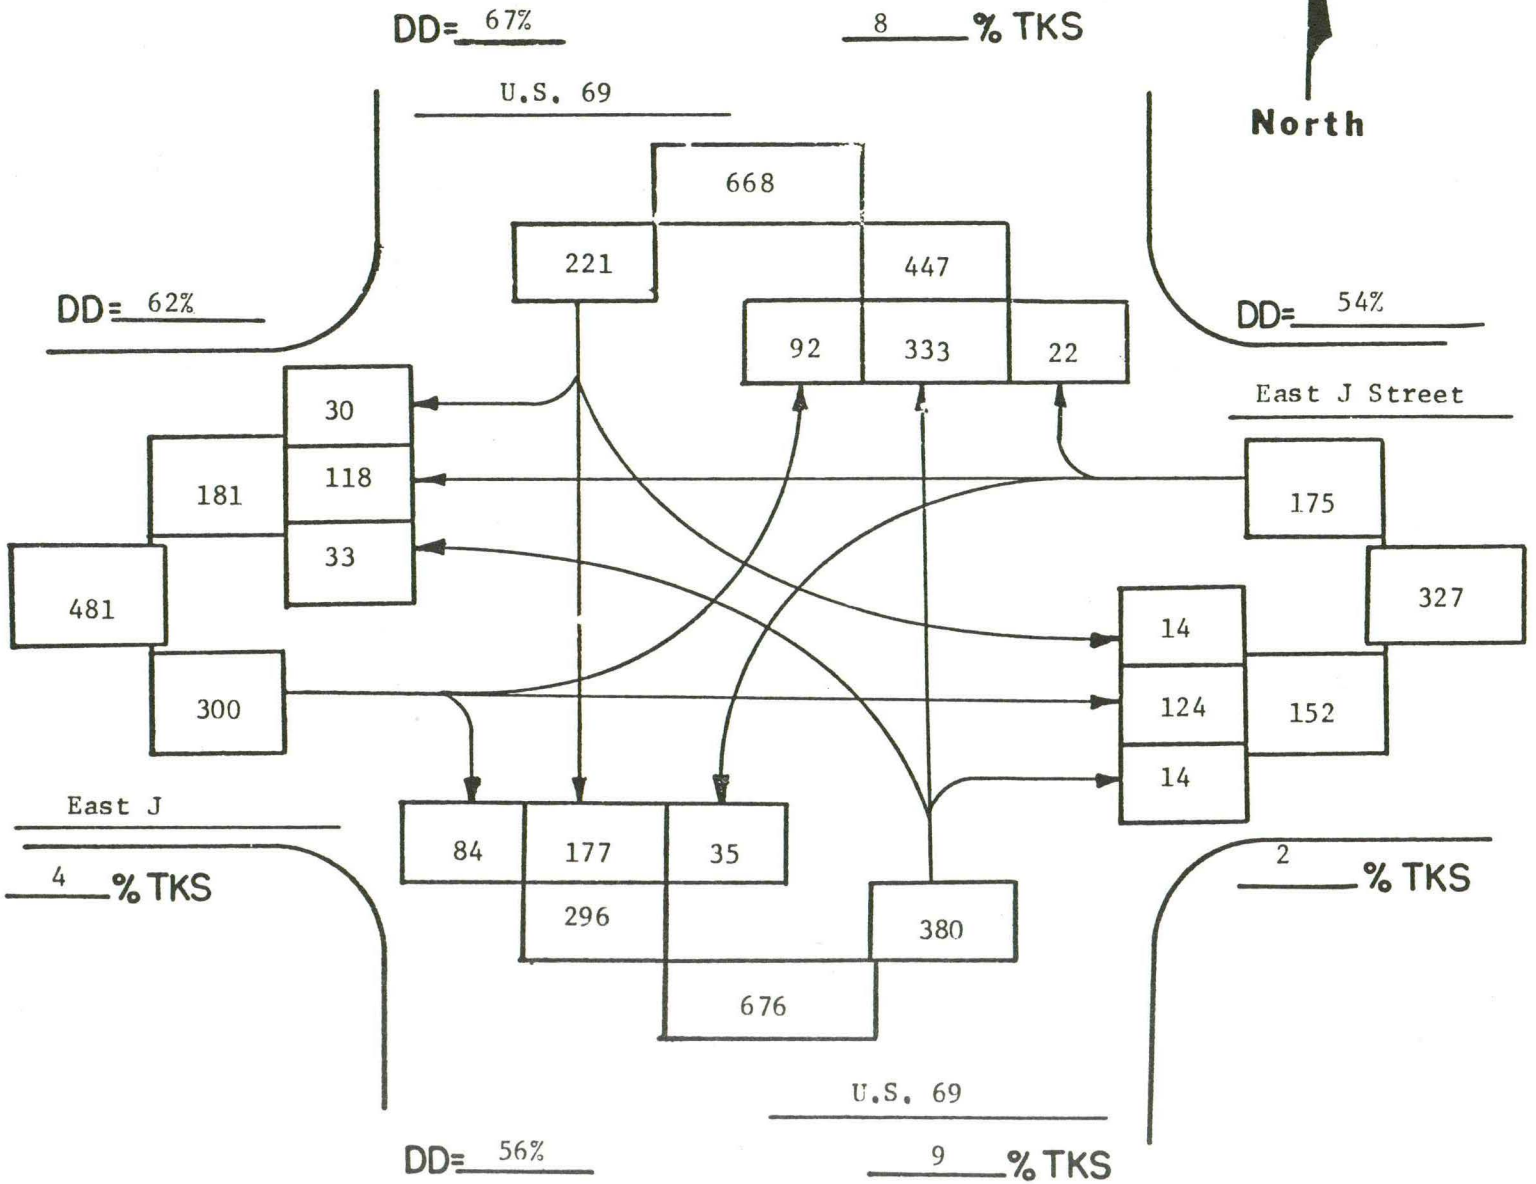 DD= 67% 8 % TKS
U.S. 69
North
668
221 447
DD= 62% DD= 54%
92 333 22
30
East J Street
118
181 175
33
481 327
14
300 124 152
14
East J
84 177 35
4 % TKS 2 % TKS
296 380
676
U.S. 69
DD= 56% 9 % TKS